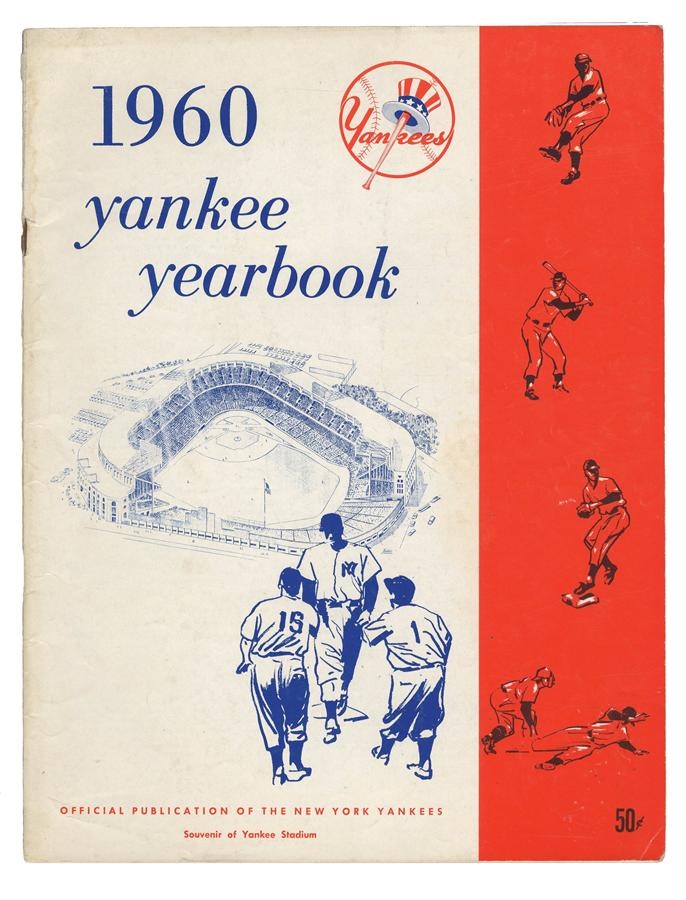 1960
Yankees
yankee
yearbook
NY
15
1
OFFICIAL PUBLICATION OF THE NEW YORK YANKEES
Souvenir of Yankee Stadium
50¢